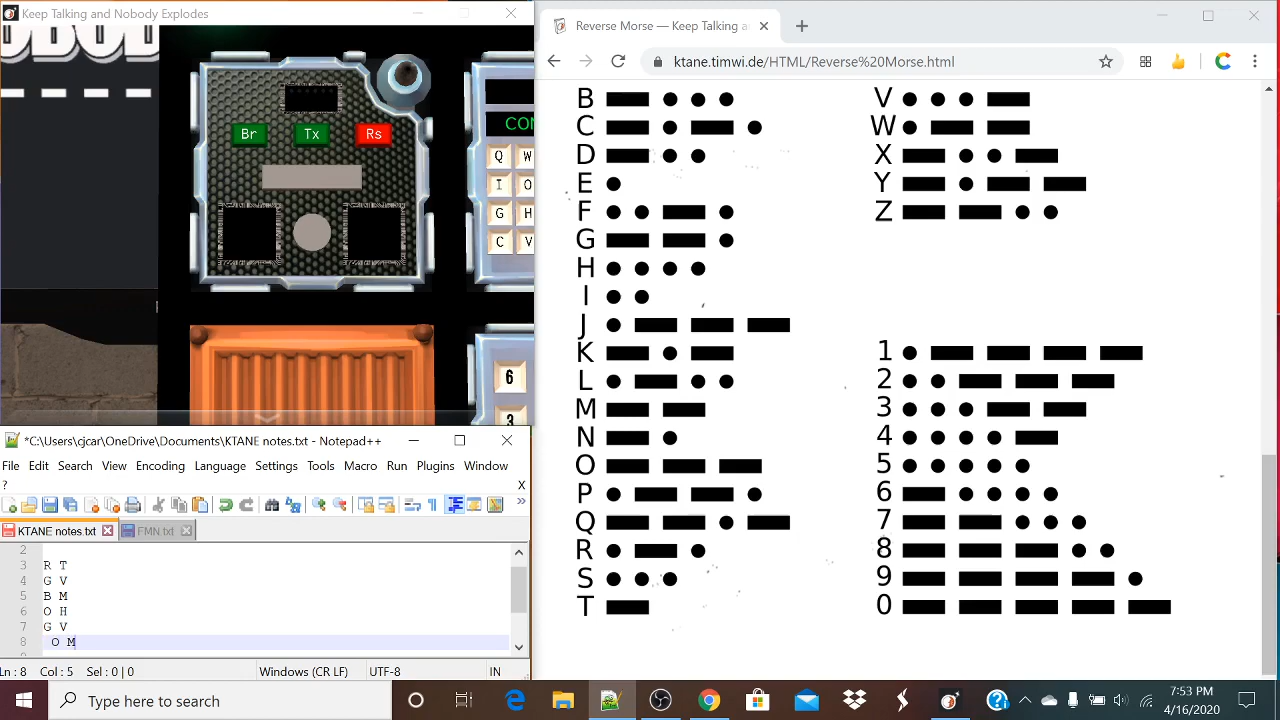 Keep Talking and Nobody Explodes
Br Tx Rs
CON
Q W
I O
G H
C V
6
3
Reverse Morse — Keep Talking a
ktane.timwi.de/HTML/Reverse%20Morse.html
B V
C W
D X
E Y
F Z
G
H
I
J
K 1
L 2
M 3
N 4
O 5
P 6
Q 7
R 8
S 9
T 0
*C:\Users\cjcar\OneDrive\Documents\KTANE notes.txt - Notepad++
File Edit Search View Encoding Language Settings Tools Macro Run Plugins Window
? X
KTANE notes.txt FMN txt
2
3 R T
4 G V
5 B M
6 O H
7 G V
8 O M
Ln : 8 Col : 5 Sel : 0 | 0 Windows (CR LF) UTF-8 IN
Type here to search
7:53 PM
4/16/2020